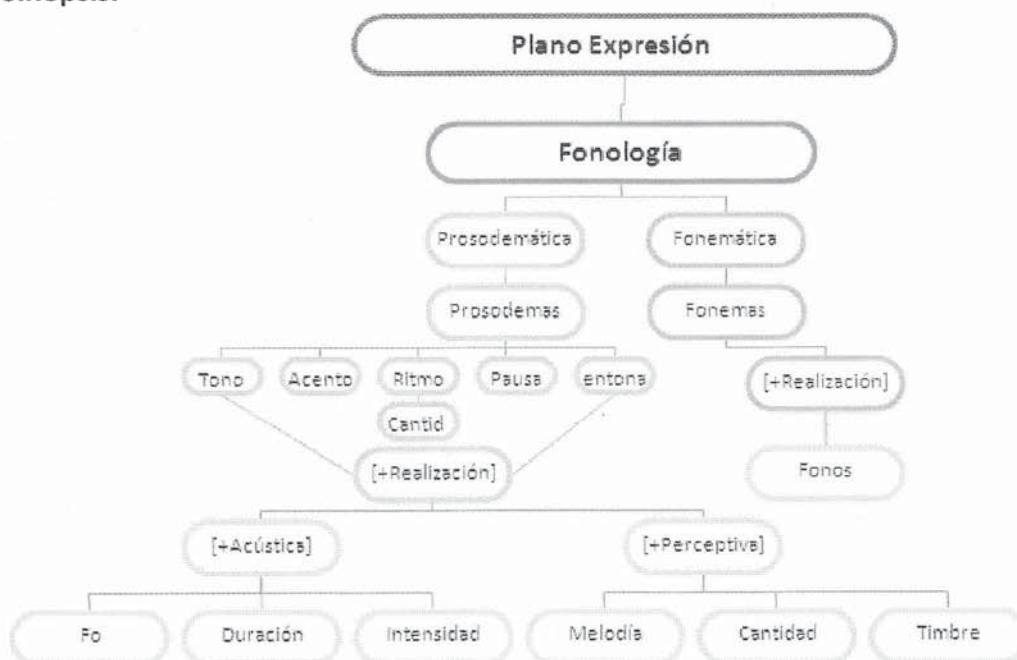 Plano Expresión
Fonología
Prosodemática Fonemática
Prosodemas Fonemas
Tono Acento Ritmo Pausa entona
[+Realización]
Cantid
[+Realización]
Fonos
[+Acústica] [+Perceptiva]
Fo Duración Intensidad Melodía Cantidad Timbre